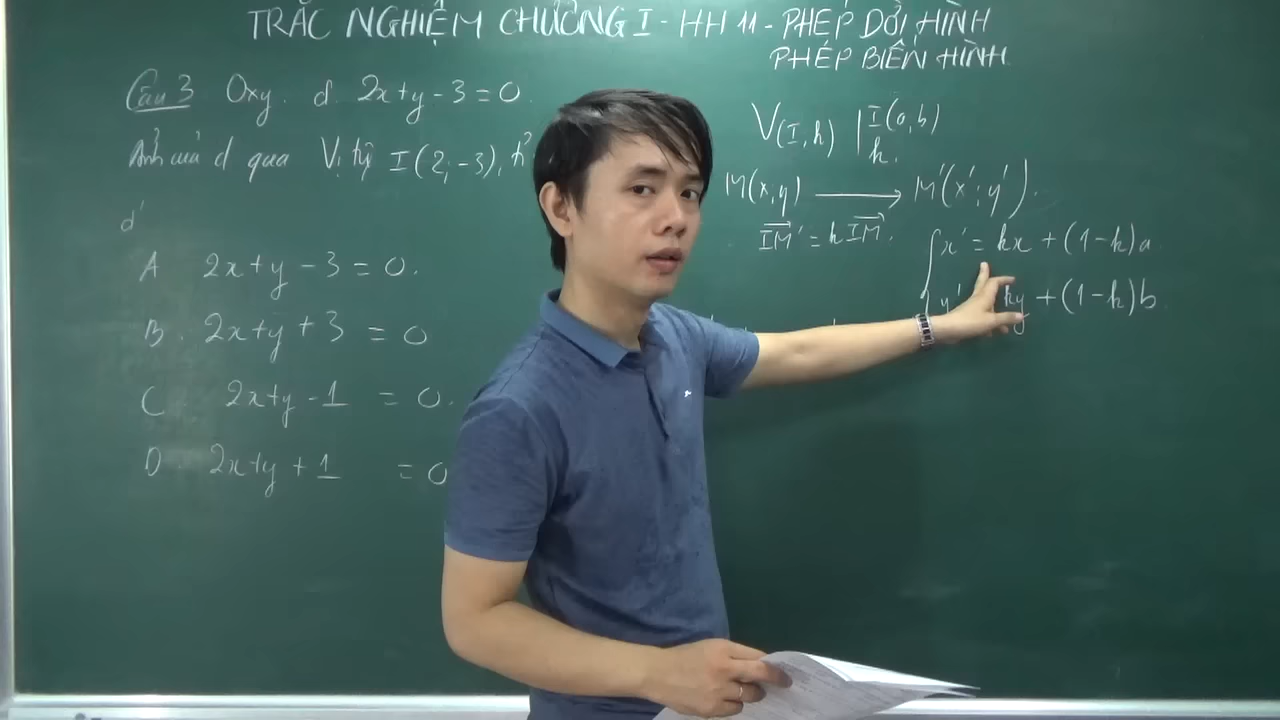 TRẮC NGHIỆM CHƯƠNG I - HH 11 - PHÉP DỜI HÌNH
PHÉP BIẾN HÌNH
Câu 3 Oxy. d. 2x+y-3=0.
Ảnh của d qua Vị tự I(2;-3),
d'
A 2x+y-3=0.
B. 2x+y+3=0
C 2x+y-1=0.
D. 2x+y+1=0
V(I,k) | I(a,b)
k.
M(x,y) → M'(x';y').
IM'=kIM.
x'=kx+(1-k)a
y' ky+(1-k)b